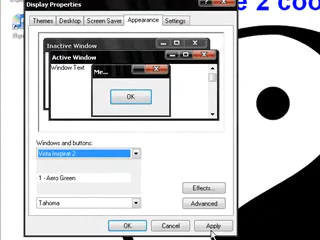 Display Properties
e 2 coo
Themes Desktop Screen Saver Appearance Settings
Inactive Window
Active Window
Window Text
Me...
OK
Windows and buttons:
Vista Inspirat 2
1 - Aero Green
Effects...
Tahoma
Advanced
OK Cancel Apply